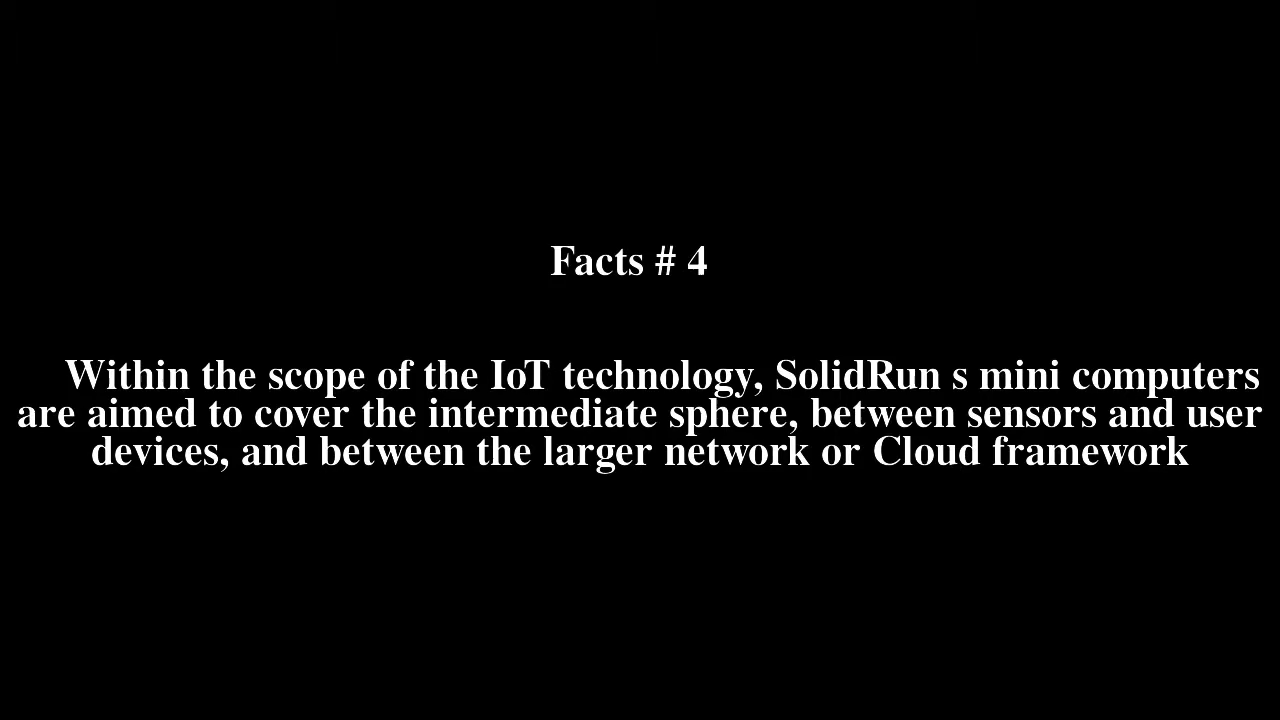 Facts # 4
Within the scope of the IoT technology, SolidRun s mini computers
are aimed to cover the intermediate sphere, between sensors and user
devices, and between the larger network or Cloud framework